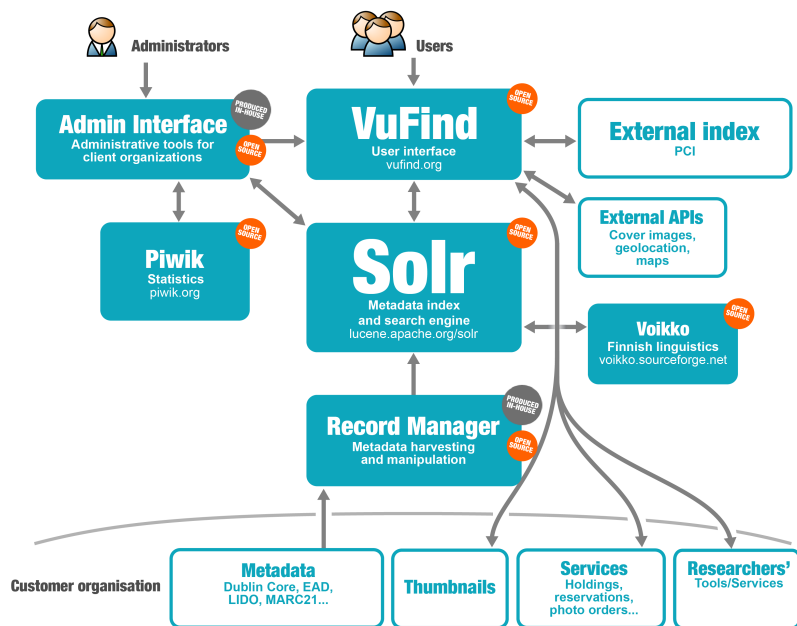 Administrators
Users
PRODUCED
IN-HOUSE
OPEN
SOURCE
Admin Interface
Administrative tools for
client organizations
OPEN
SOURCE
VuFind
User interface
vufind.org
External index
PCI
External APIs
Cover images,
geolocation,
maps
OPEN
SOURCE
Piwik
Statistics
piwik.org
OPEN
SOURCE
Solr
Metadata index
and search engine
lucene.apache.org/solr
OPEN
SOURCE
Voikko
Finnish linguistics
voikko.sourceforge.net
PRODUCED
IN-HOUSE
Record Manager
Metadata harvesting
and manipulation
OPEN
SOURCE
Customer organisation
Metadata
Dublin Core, EAD,
LIDO, MARC21...
Thumbnails
Services
Holdings,
reservations,
photo orders...
Researchers'
Tools/Services